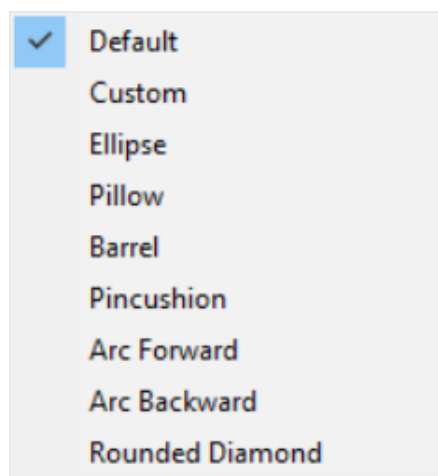 Default
Custom
Ellipse
Pillow
Barrel
Pincushion
Arc Forward
Arc Backward
Rounded Diamond